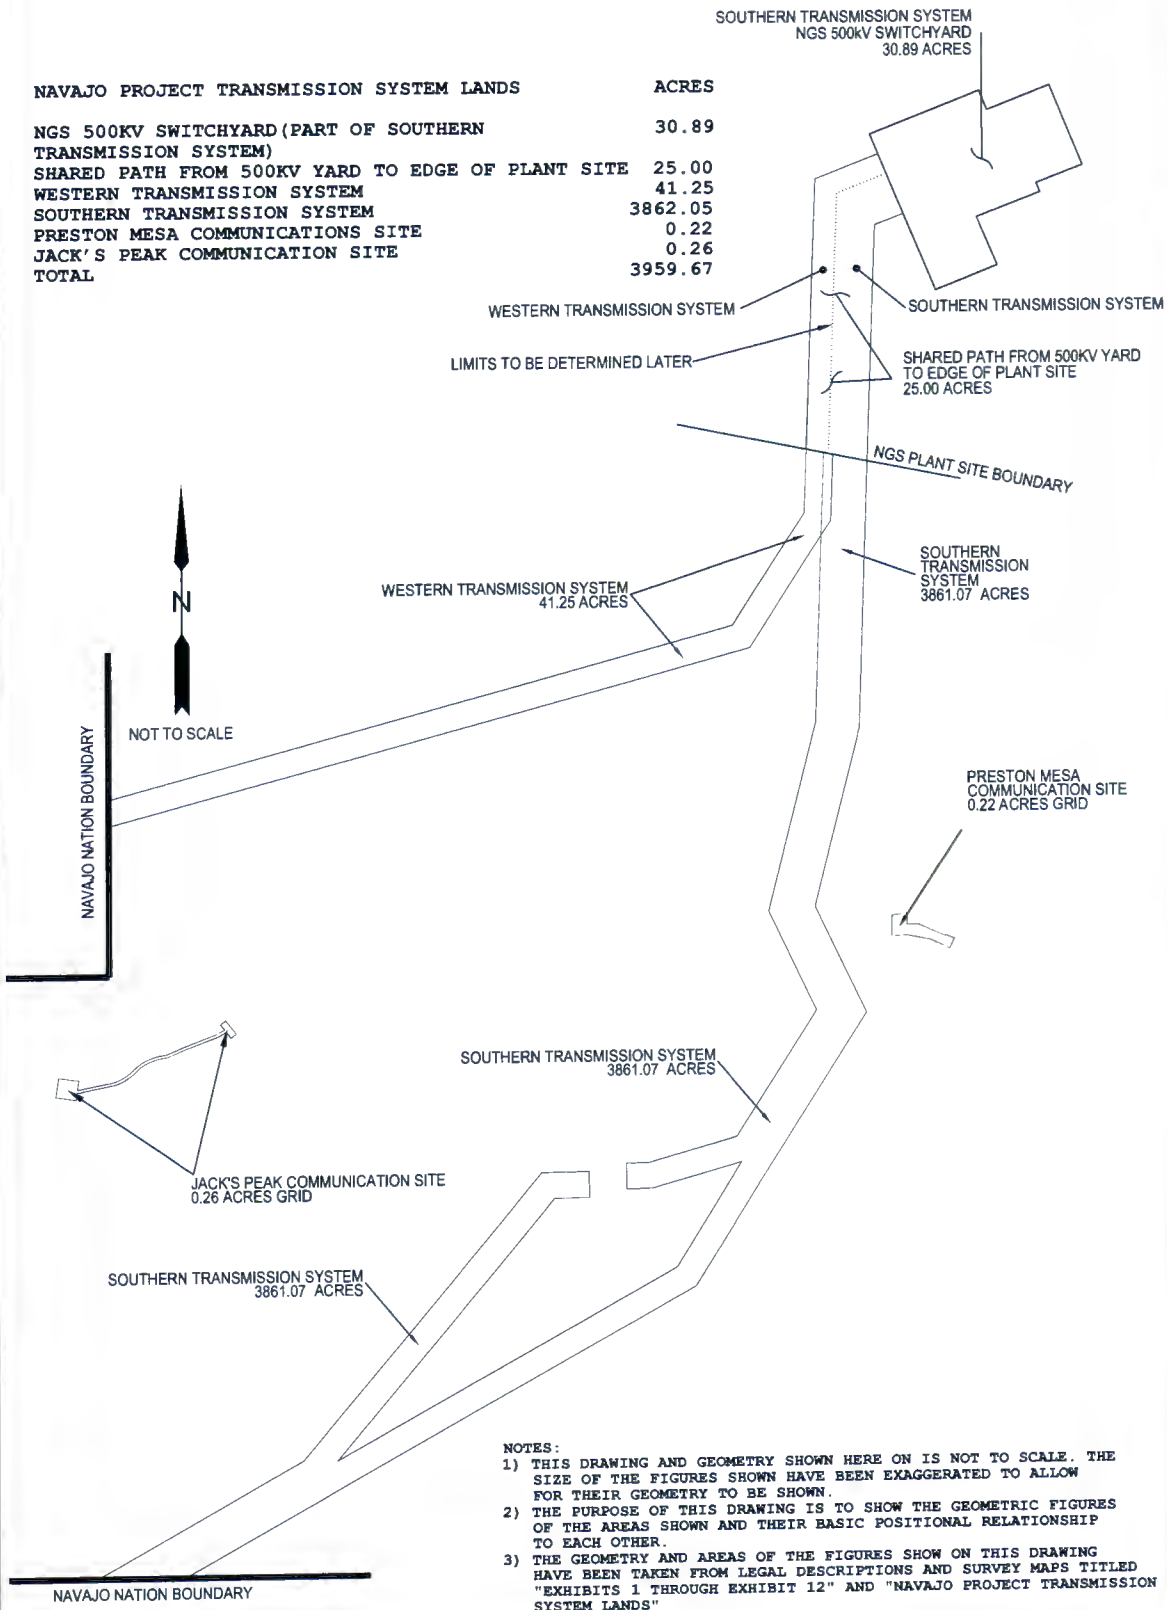 SOUTHERN TRANSMISSION SYSTEM
NGS 500kV SWITCHYARD
30.89 ACRES
NAVAJO PROJECT TRANSMISSION SYSTEM LANDS ACRES
NGS 500KV SWITCHYARD(PART OF SOUTHERN 30.89
TRANSMISSION SYSTEM)
SHARED PATH FROM 500KV YARD TO EDGE OF PLANT SITE 25.00
WESTERN TRANSMISSION SYSTEM 41.25
SOUTHERN TRANSMISSION SYSTEM 3862.05
PRESTON MESA COMMUNICATIONS SITE 0.22
JACK'S PEAK COMMUNICATION SITE 0.26
TOTAL 3959.67
WESTERN TRANSMISSION SYSTEM
SOUTHERN TRANSMISSION SYSTEM
LIMITS TO BE DETERMINED LATER
SHARED PATH FROM 500KV YARD
TO EDGE OF PLANT SITE
25.00 ACRES
NGS PLANT SITE BOUNDARY
SOUTHERN
TRANSMISSION
SYSTEM
3861.07 ACRES
WESTERN TRANSMISSION SYSTEM
41.25 ACRES
N
NOT TO SCALE
NAVAJO NATION BOUNDARY
PRESTON MESA
COMMUNICATION SITE
0.22 ACRES GRID
SOUTHERN TRANSMISSION SYSTEM
3861.07 ACRES
JACK'S PEAK COMMUNICATION SITE
0.26 ACRES GRID
SOUTHERN TRANSMISSION SYSTEM
3861.07 ACRES
NOTES:
1) THIS DRAWING AND GEOMETRY SHOWN HERE ON IS NOT TO SCALE. THE
SIZE OF THE FIGURES SHOWN HAVE BEEN EXAGGERATED TO ALLOW
FOR THEIR GEOMETRY TO BE SHOWN.
2) THE PURPOSE OF THIS DRAWING IS TO SHOW THE GEOMETRIC FIGURES
OF THE AREAS SHOWN AND THEIR BASIC POSITIONAL RELATIONSHIP
TO EACH OTHER.
3) THE GEOMETRY AND AREAS OF THE FIGURES SHOW ON THIS DRAWING
HAVE BEEN TAKEN FROM LEGAL DESCRIPTIONS AND SURVEY MAPS TITLED
"EXHIBITS 1 THROUGH EXHIBIT 12" AND "NAVAJO PROJECT TRANSMISSION
SYSTEM LANDS"
NAVAJO NATION BOUNDARY